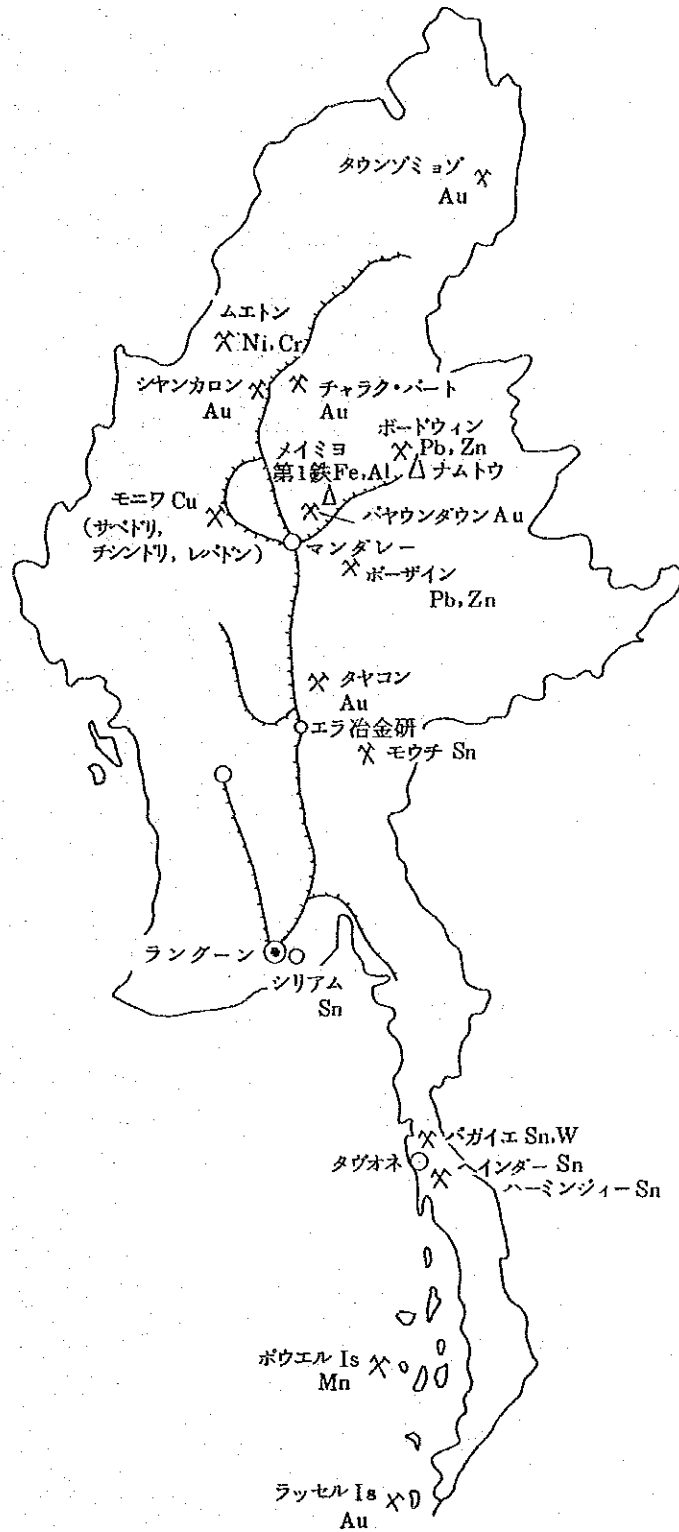 タウンゾミョゾ
Au
ムエトン
Ni, Cr
シヤンカロン
Au
チャラク・パート
Au
ボードウィン
Pb, Zn
ナムトウ
メイミヨ
第1鉄Fe, Al
モニワ Cu
(サベドリ,
チシンドリ, レパドン)
パヤウンダウン Au
マンダレー
ボーザイン
Pb, Zn
タヤコン
Au
エラ冶金研
モウチ Sn
ラングーン
シリアム
Sn
バガイエ Sn.W
タヴオネ
ヘインダー Sn
ハーミンジィー Sn
ボウエル Is
Mn
ラッセル Is
Au